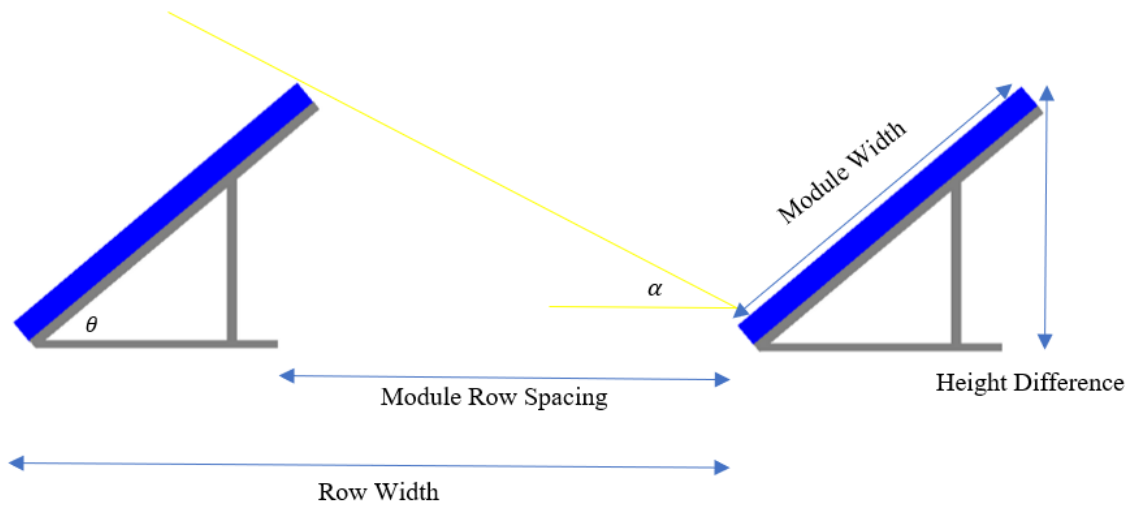 Module Width
θ
α
Height Difference
Module Row Spacing
Row Width